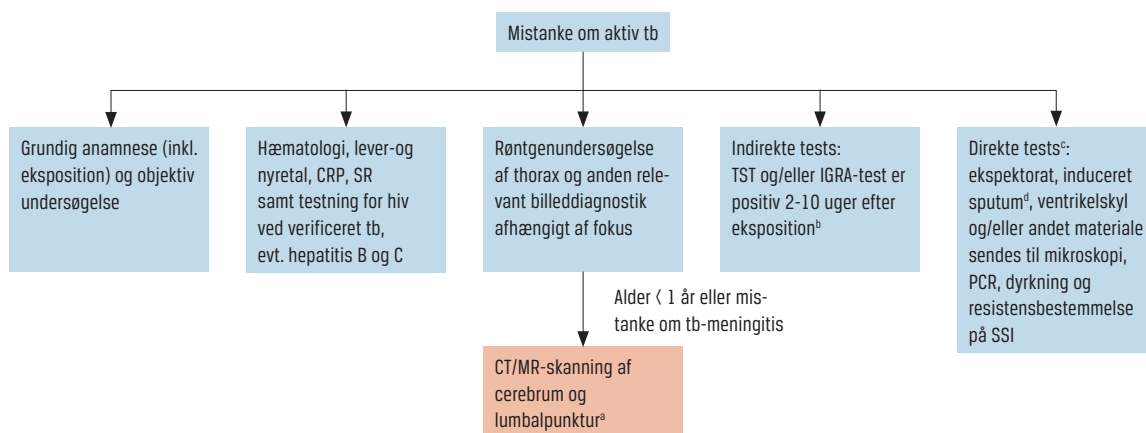 Mistanke om aktiv tb
Grundig anamnese (inkl.
eksposition) og objektiv
undersøgelse
Hæmatologi, lever-og
nyretal, CRP, SR
samt testning for hiv
ved verificeret tb,
evt. hepatitis B og C
Røntgenundersøgelse
af thorax og anden rele-
vant billeddiagnostik
afhængigt af fokus
Indirekte tests:
TST og/eller IGRA-test er
positiv 2-10 uger efter
ekspositionᵇ
Direkte testsᶜ:
ekspektorat, induceret
sputumᵈ, ventrikelskyl
og/eller andet materiale
sendes til mikroskopi,
PCR, dyrkning og
resistensbestemmelse
på SSI
Alder < 1 år eller mis-
tanke om tb-meningitis
CT/MR-skanning af
cerebrum og
lumbalpunkturᵃ